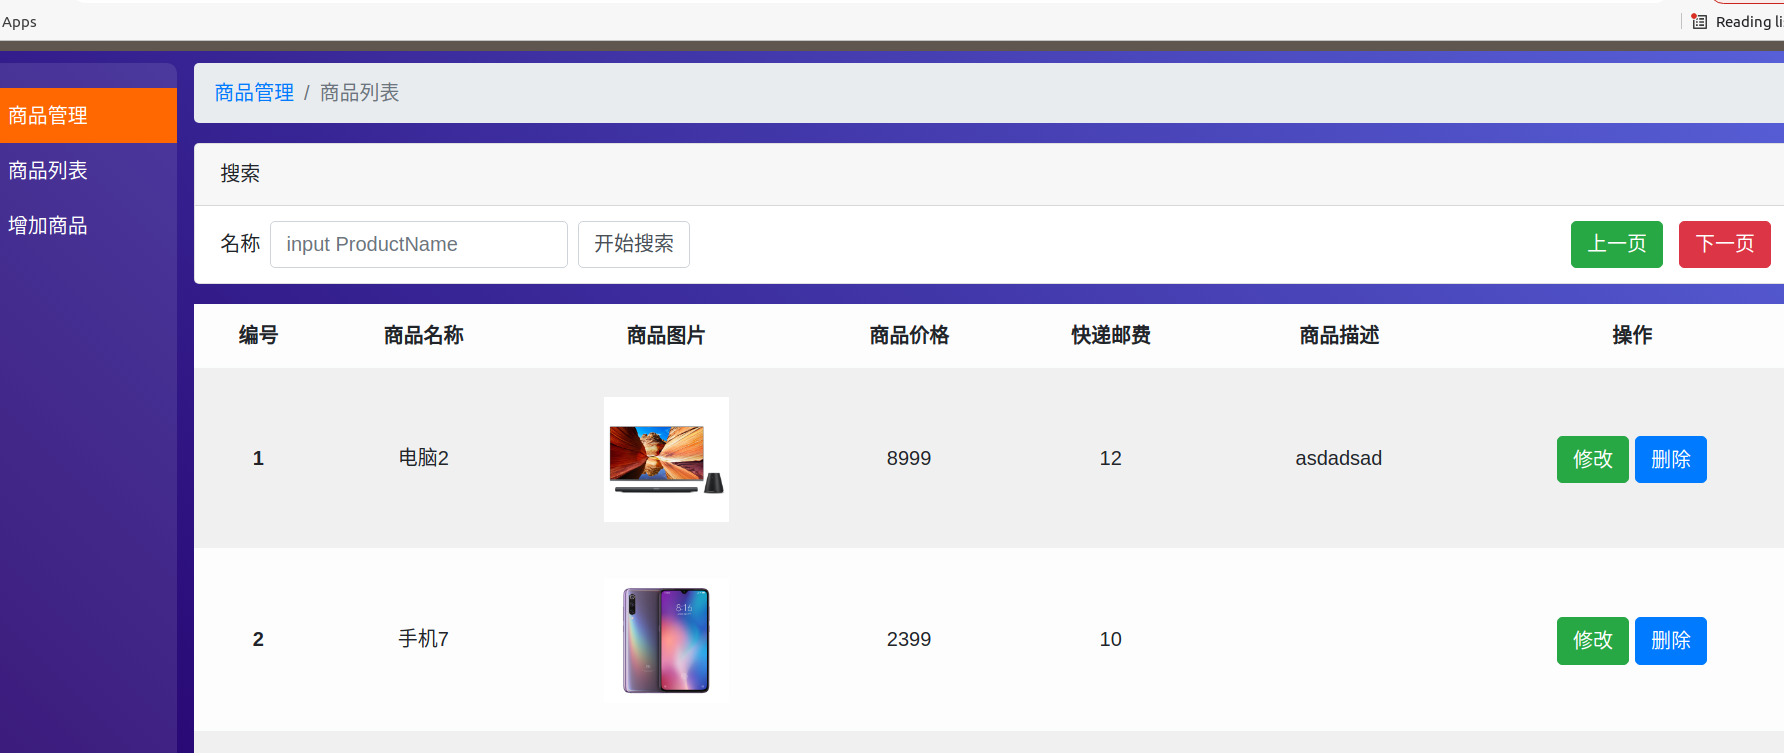 Apps
Reading li
商品管理 / 商品列表
商品管理
商品列表
增加商品
搜索
名称 input ProductName 开始搜索 上一页 下一页
编号 商品名称 商品图片 商品价格 快递邮费 商品描述 操作
1 电脑2 8999 12 asdadsad 修改 删除
8:16
2 手机7 2399 10 修改 删除